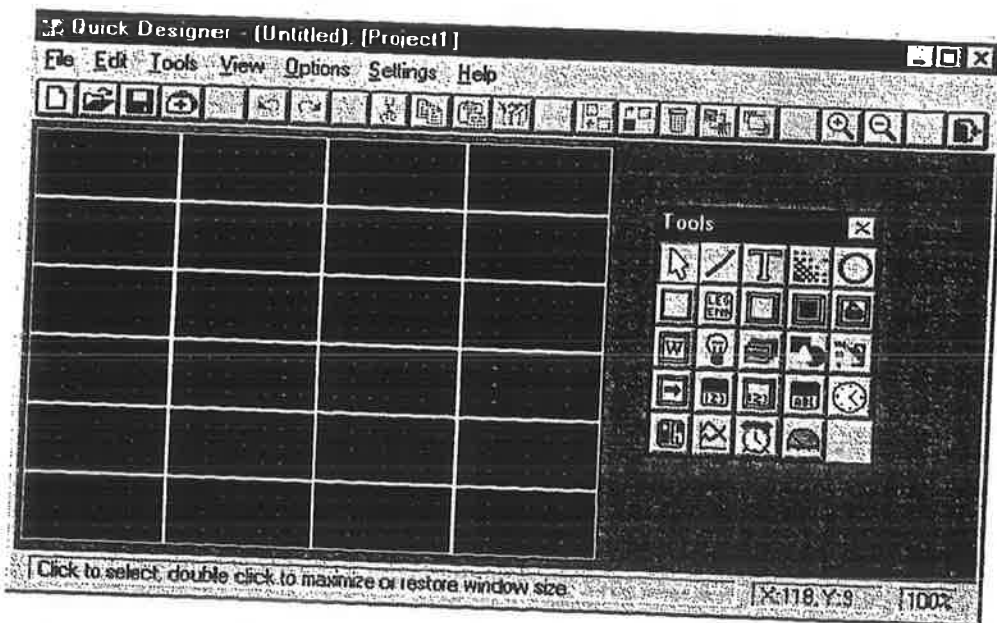 Quick Designer - (Untitled), [Project1]
File Edit Tools View Options Settings Help
Tools
T
W
Click to select, double click to maximize or restore window size.
X:118,Y:9
100%